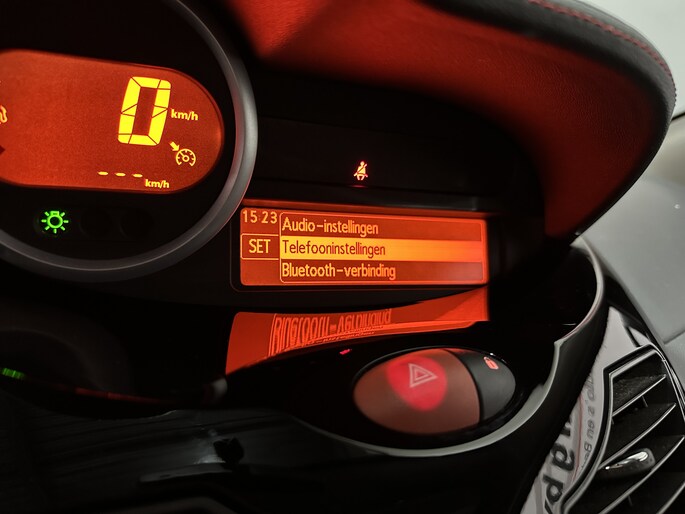 0 km/h
--- km/h
15:23 Audio-instellingen
SET Telefooninstellingen
Bluetooth-verbinding